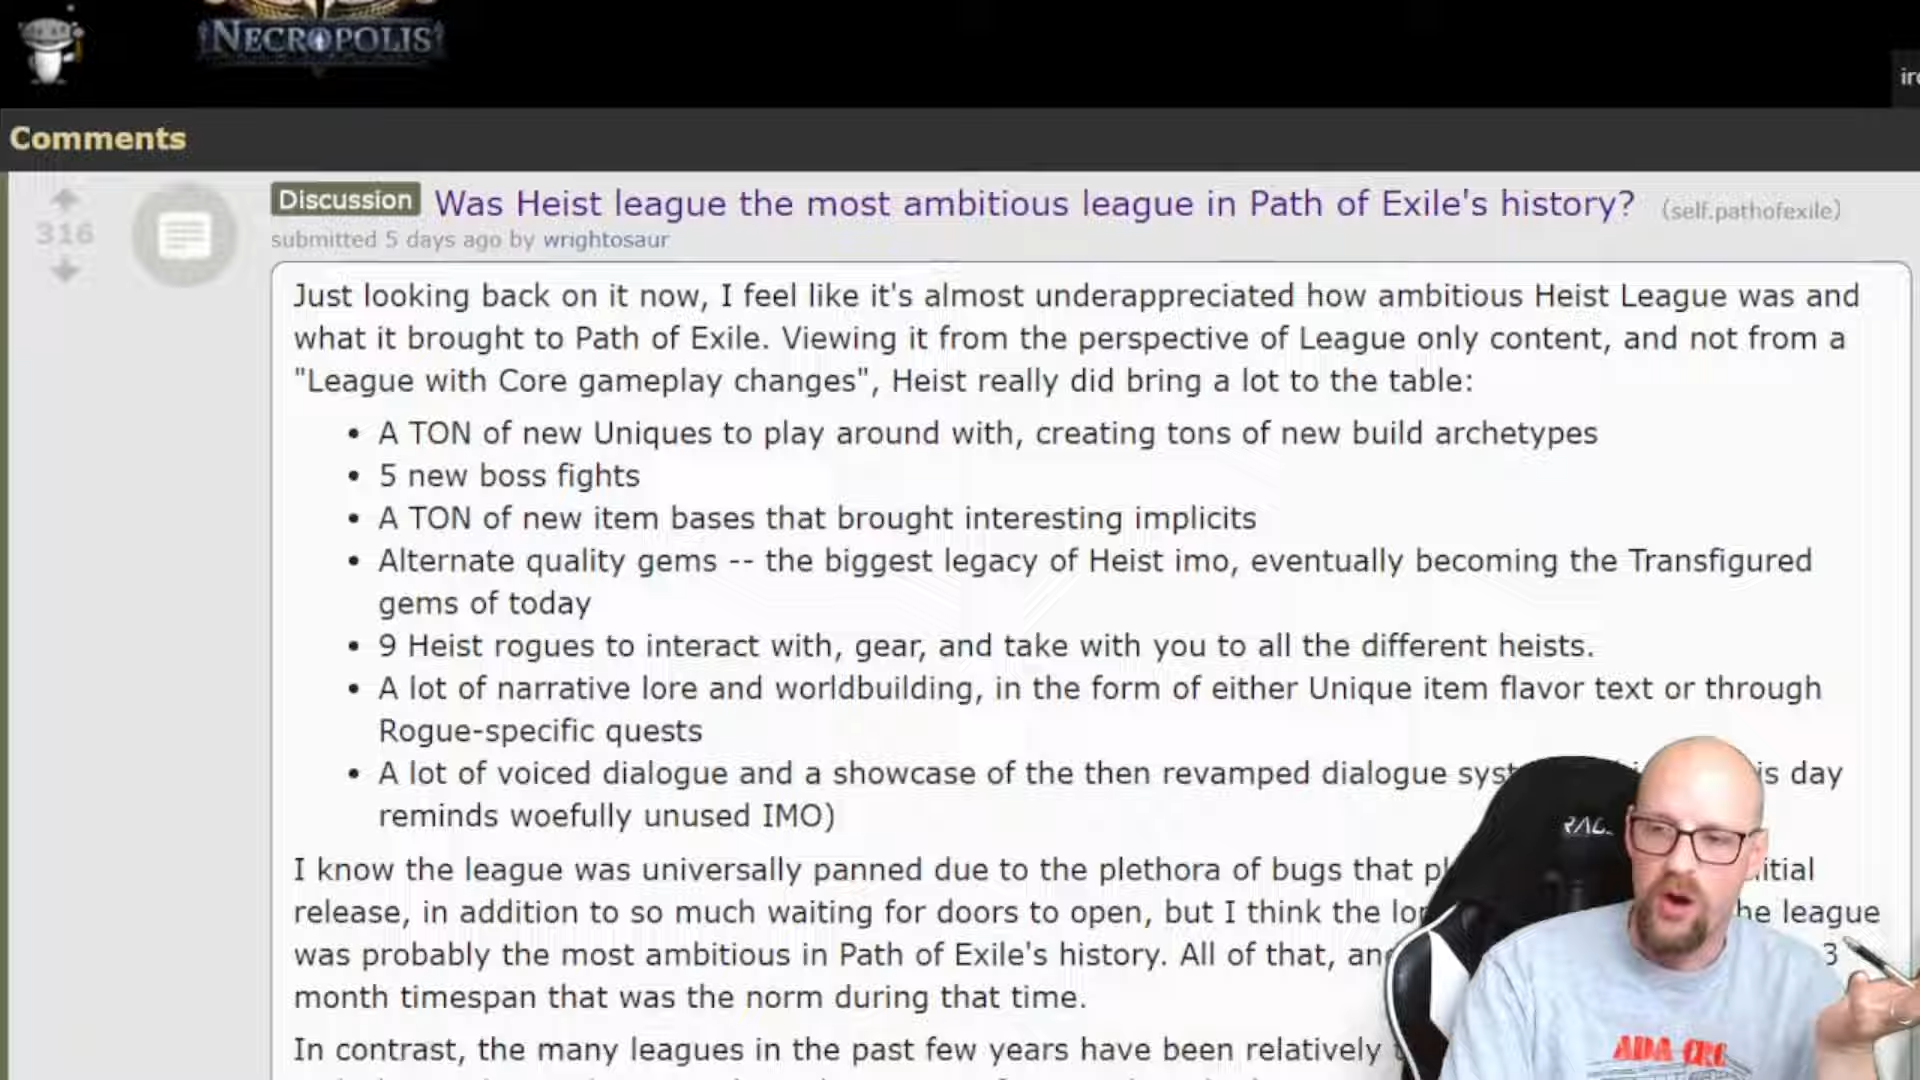 NECROPOLIS
irc
Comments
316
Discussion Was Heist league the most ambitious league in Path of Exile's history? (self.pathofexile)
submitted 5 days ago by wrightosaur
Just looking back on it now, I feel like it's almost underappreciated how ambitious Heist League was and
what it brought to Path of Exile. Viewing it from the perspective of League only content, and not from a
"League with Core gameplay changes", Heist really did bring a lot to the table:
• A TON of new Uniques to play around with, creating tons of new build archetypes
• 5 new boss fights
• A TON of new item bases that brought interesting implicits
• Alternate quality gems -- the biggest legacy of Heist imo, eventually becoming the Transfigured
gems of today
• 9 Heist rogues to interact with, gear, and take with you to all the different heists.
• A lot of narrative lore and worldbuilding, in the form of either Unique item flavor text or through
Rogue-specific quests
• A lot of voiced dialogue and a showcase of the then revamped dialogue syst is day
reminds woefully unused IMO)
I know the league was universally panned due to the plethora of bugs that pl itial
release, in addition to so much waiting for doors to open, but I think the lor he league
was probably the most ambitious in Path of Exile's history. All of that, and 3
month timespan that was the norm during that time.
In contrast, the many leagues in the past few years have been relatively
ADA CRC